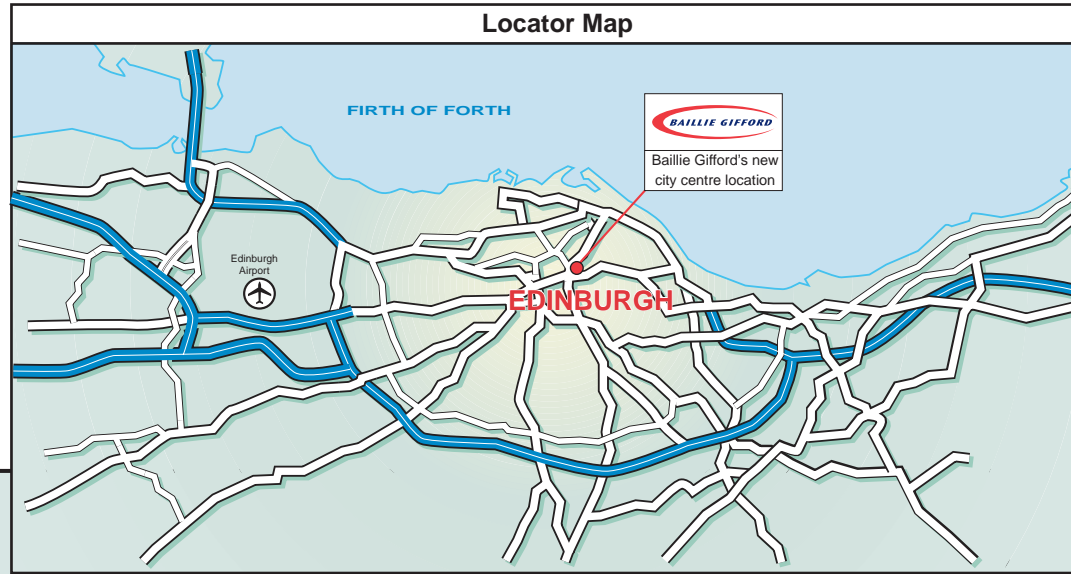 Locator Map
FIRTH OF FORTH
BAILLIE GIFFORD
Baillie Gifford's new
city centre location
Edinburgh
Airport
EDINBURGH